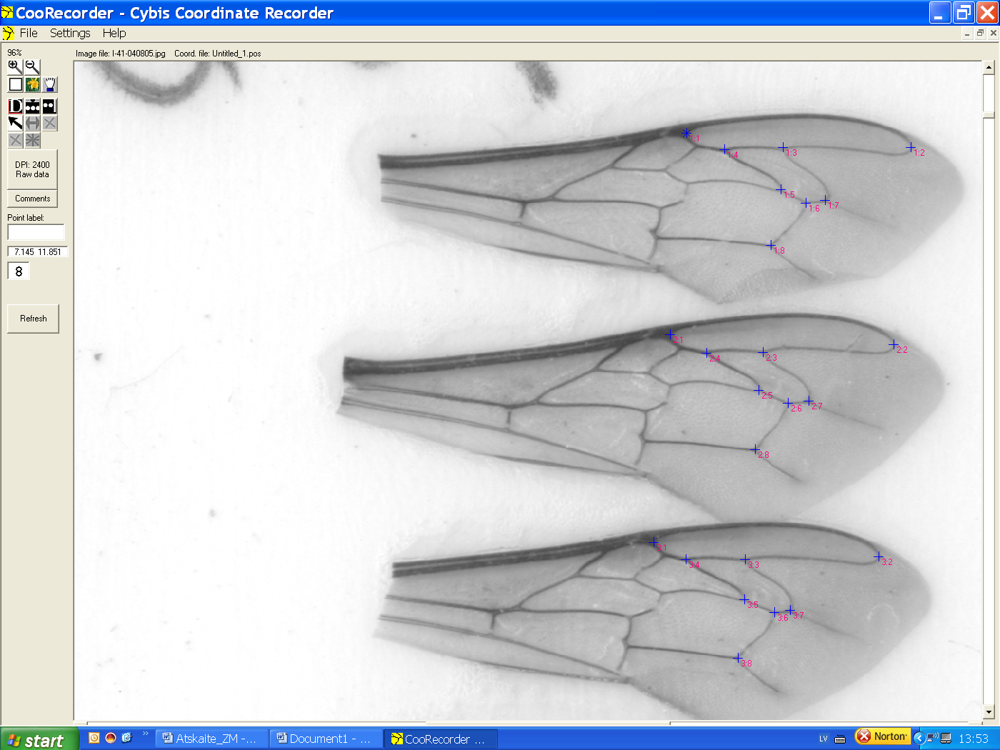 CooRecorder - Cybis Coordinate Recorder
File Settings Help
96%
Image file: I-41-040805.jpg Coord. file: Untitled_1.pos
DPI: 2400
Raw data
Comments
Point label:
7.145 11.851
8
Refresh
1:1
1:2
1:3
1:4
1:5
1:6
1:7
1:8
2:1
2:2
2:3
2:4
2:5
2:6
2:7
2:8
3:1
3:2
3:3
3:4
3:5
3:6
3:7
3:8
start
Atskaite_ZM -...
Document1 - ...
CooRecorder ...
LV
Norton
13:53